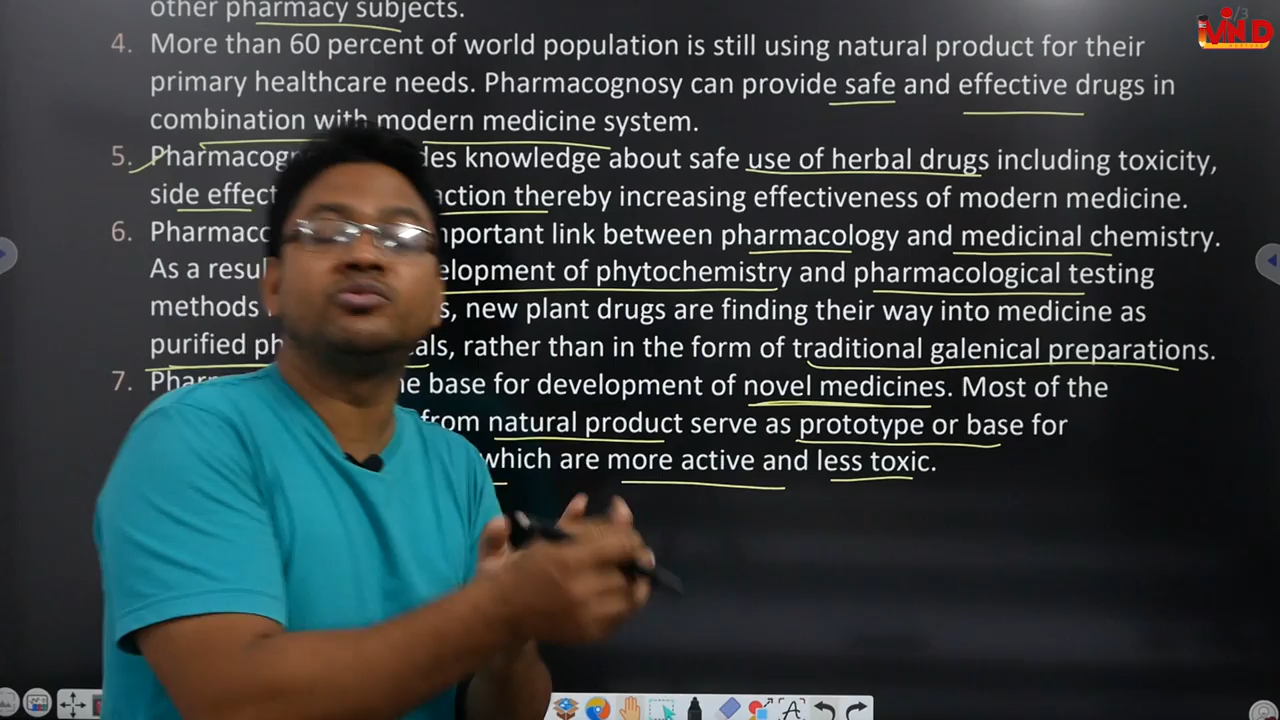 other pharmacy subjects.
4. More than 60 percent of world population is still using natural product for their
primary healthcare needs. Pharmacognosy can provide safe and effective drugs in
combination with modern medicine system.
5. Pharmacog des knowledge about safe use of herbal drugs including toxicity,
side effect action thereby increasing effectiveness of modern medicine.
6. Pharmaco mportant link between pharmacology and medicinal chemistry.
As a resul elopment of phytochemistry and pharmacological testing
methods s, new plant drugs are finding their way into medicine as
purified ph als, rather than in the form of traditional galenical preparations.
7. Phar e base for development of novel medicines. Most of the
from natural product serve as prototype or base for
which are more active and less toxic.